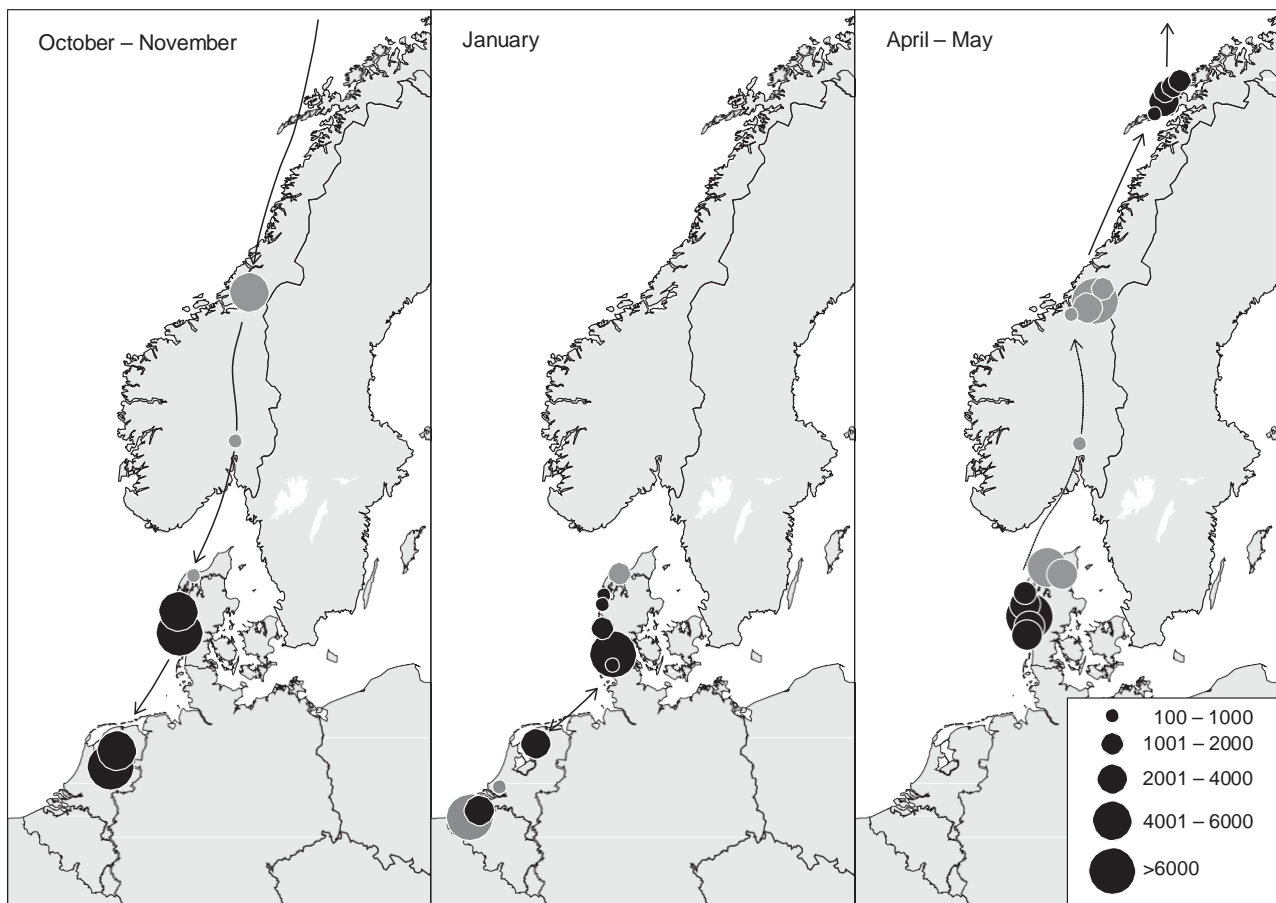 October – November
January
April – May
100 – 1000
1001 – 2000
2001 – 4000
4001 – 6000
>6000